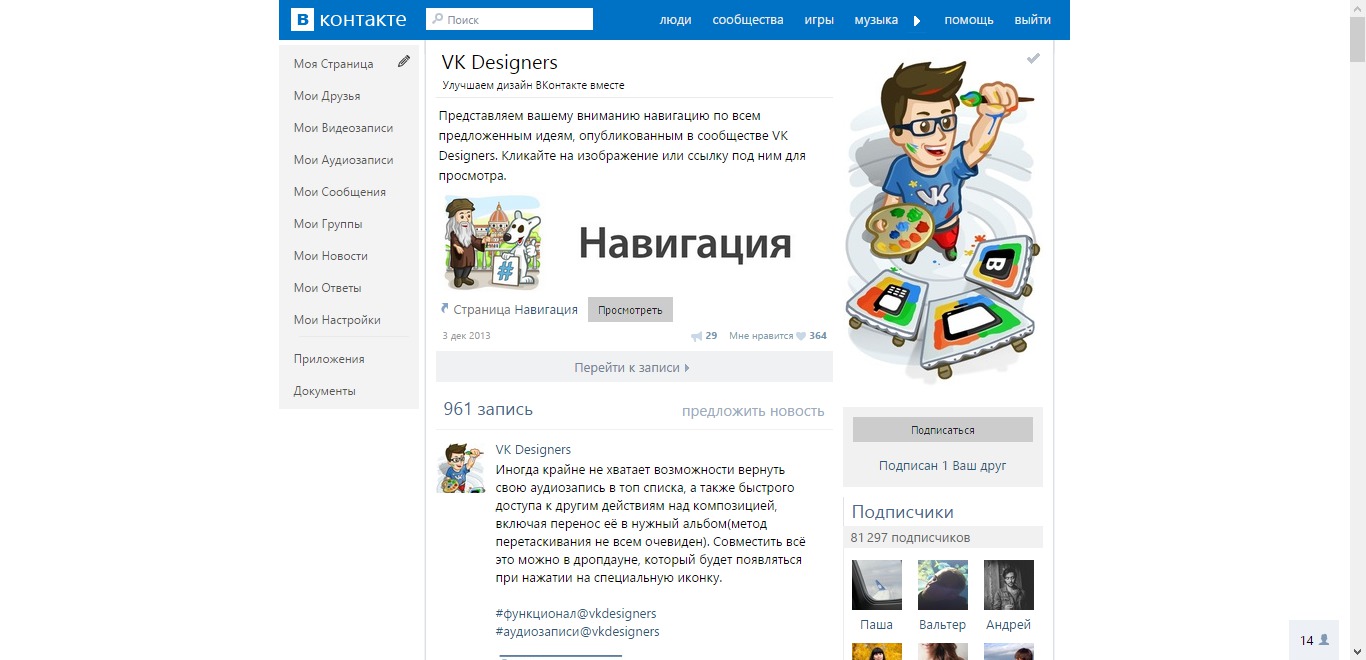 В контакте
Поиск
люди сообщества игры музыка помощь выйти
Моя Страница
Мои Друзья
Мои Видеозаписи
Мои Аудиозаписи
Мои Сообщения
Мои Группы
Мои Новости
Мои Ответы
Мои Настройки
Приложения
Документы
VK Designers
Улучшаем дизайн ВКонтакте вместе
Представляем вашему вниманию навигацию по всем
предложенным идеям, опубликованным в сообществе VK
Designers. Кликайте на изображение или ссылку под ним для
просмотра.
#
Навигация
Страница Навигация Просмотреть
3 дек 2013 29 Мне нравится 364
Перейти к записи
961 запись предложить новость
VK Designers
Иногда крайне не хватает возможности вернуть
свою аудиозапись в топ списка, а также быстрого
доступа к другим действиям над композицией,
включая перенос её в нужный альбом(метод
перетаскивания не всем очевиден). Совместить всё
это можно в дропдауне, который будет появляться
при нажатии на специальную иконку.
#функционал@vkdesigners
#аудиозаписи@vkdesigners
VK
B
Подписаться
Подписан 1 Ваш друг
Подписчики
81 297 подписчиков
Паша Вальтер Андрей
14